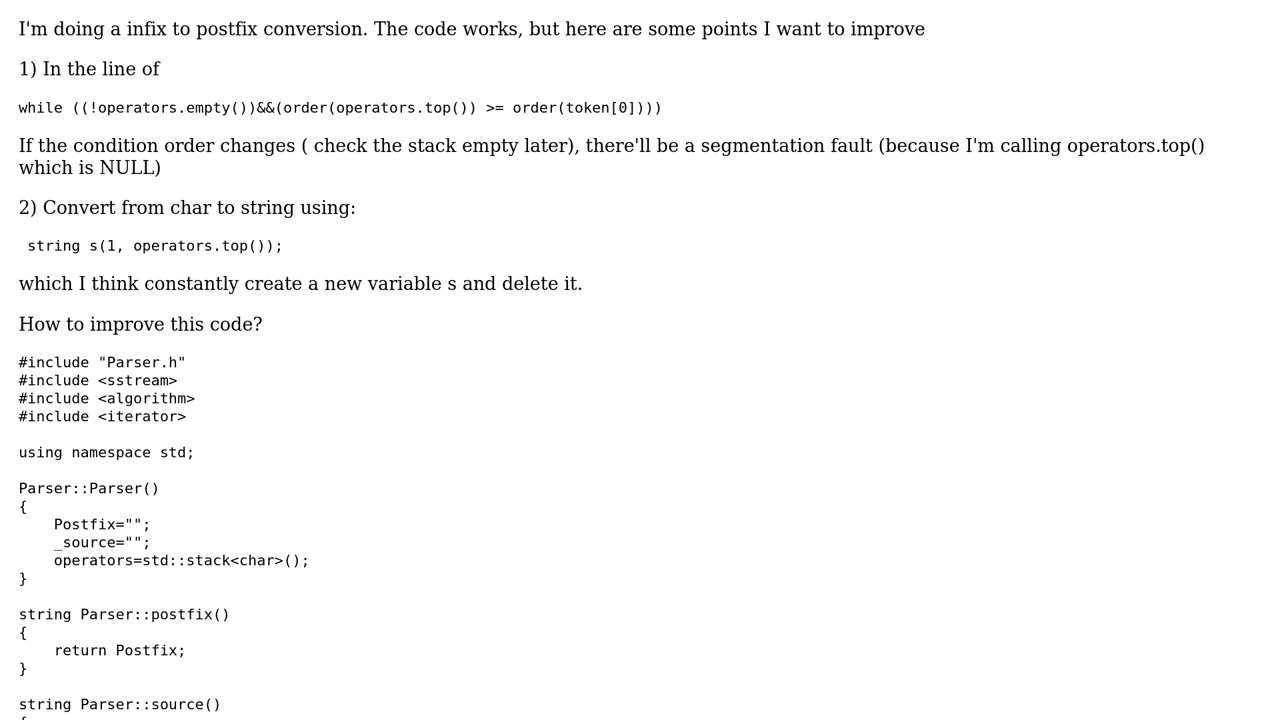 I'm doing a infix to postfix conversion. The code works, but here are some points I want to improve
1) In the line of
while ((!operators.empty())&&(order(operators.top()) >= order(token[0])))
If the condition order changes ( check the stack empty later), there'll be a segmentation fault (because I'm calling operators.top()
which is NULL)
2) Convert from char to string using:
string s(1, operators.top());
which I think constantly create a new variable s and delete it.
How to improve this code?
#include "Parser.h"
#include <sstream>
#include <algorithm>
#include <iterator>
using namespace std;
Parser::Parser()
{
    Postfix="";
    _source="";
    operators=std::stack<char>();
}
string Parser::postfix()
{
    return Postfix;
}
string Parser::source()
{